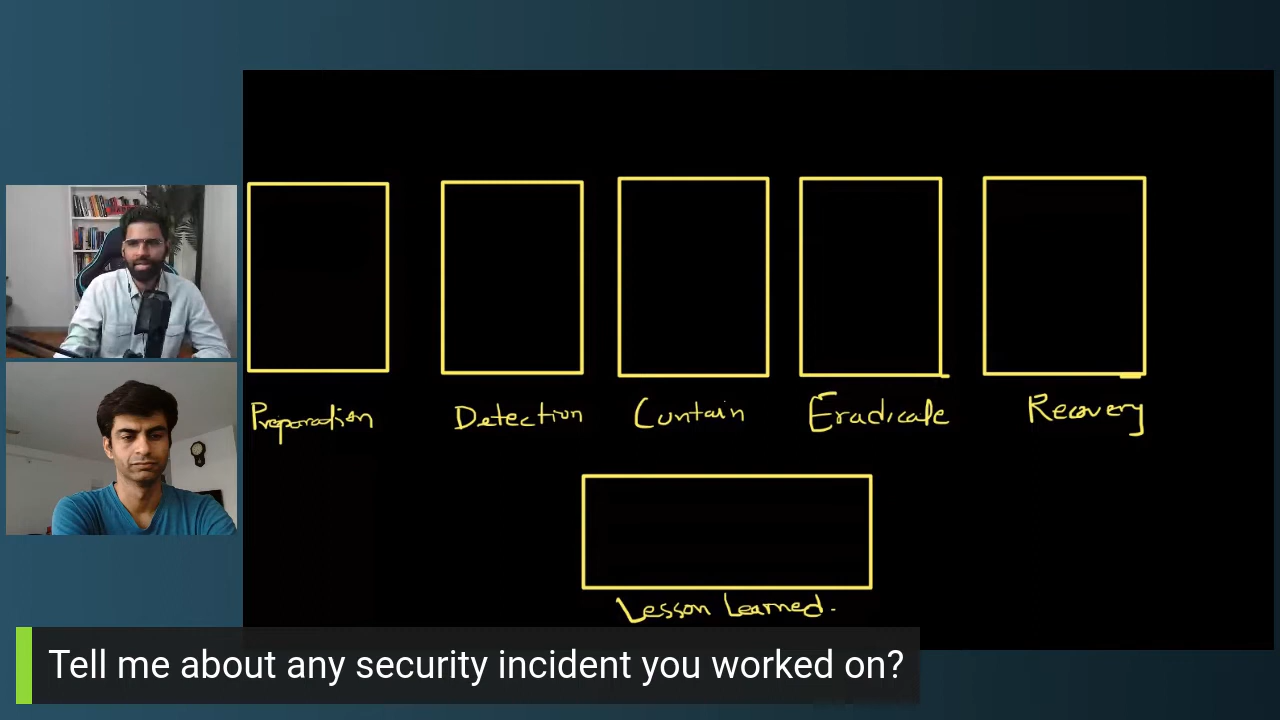 Preparation
Detection
Contain
Eradicate
Recovery
Lesson Learned.
Tell me about any security incident you worked on?